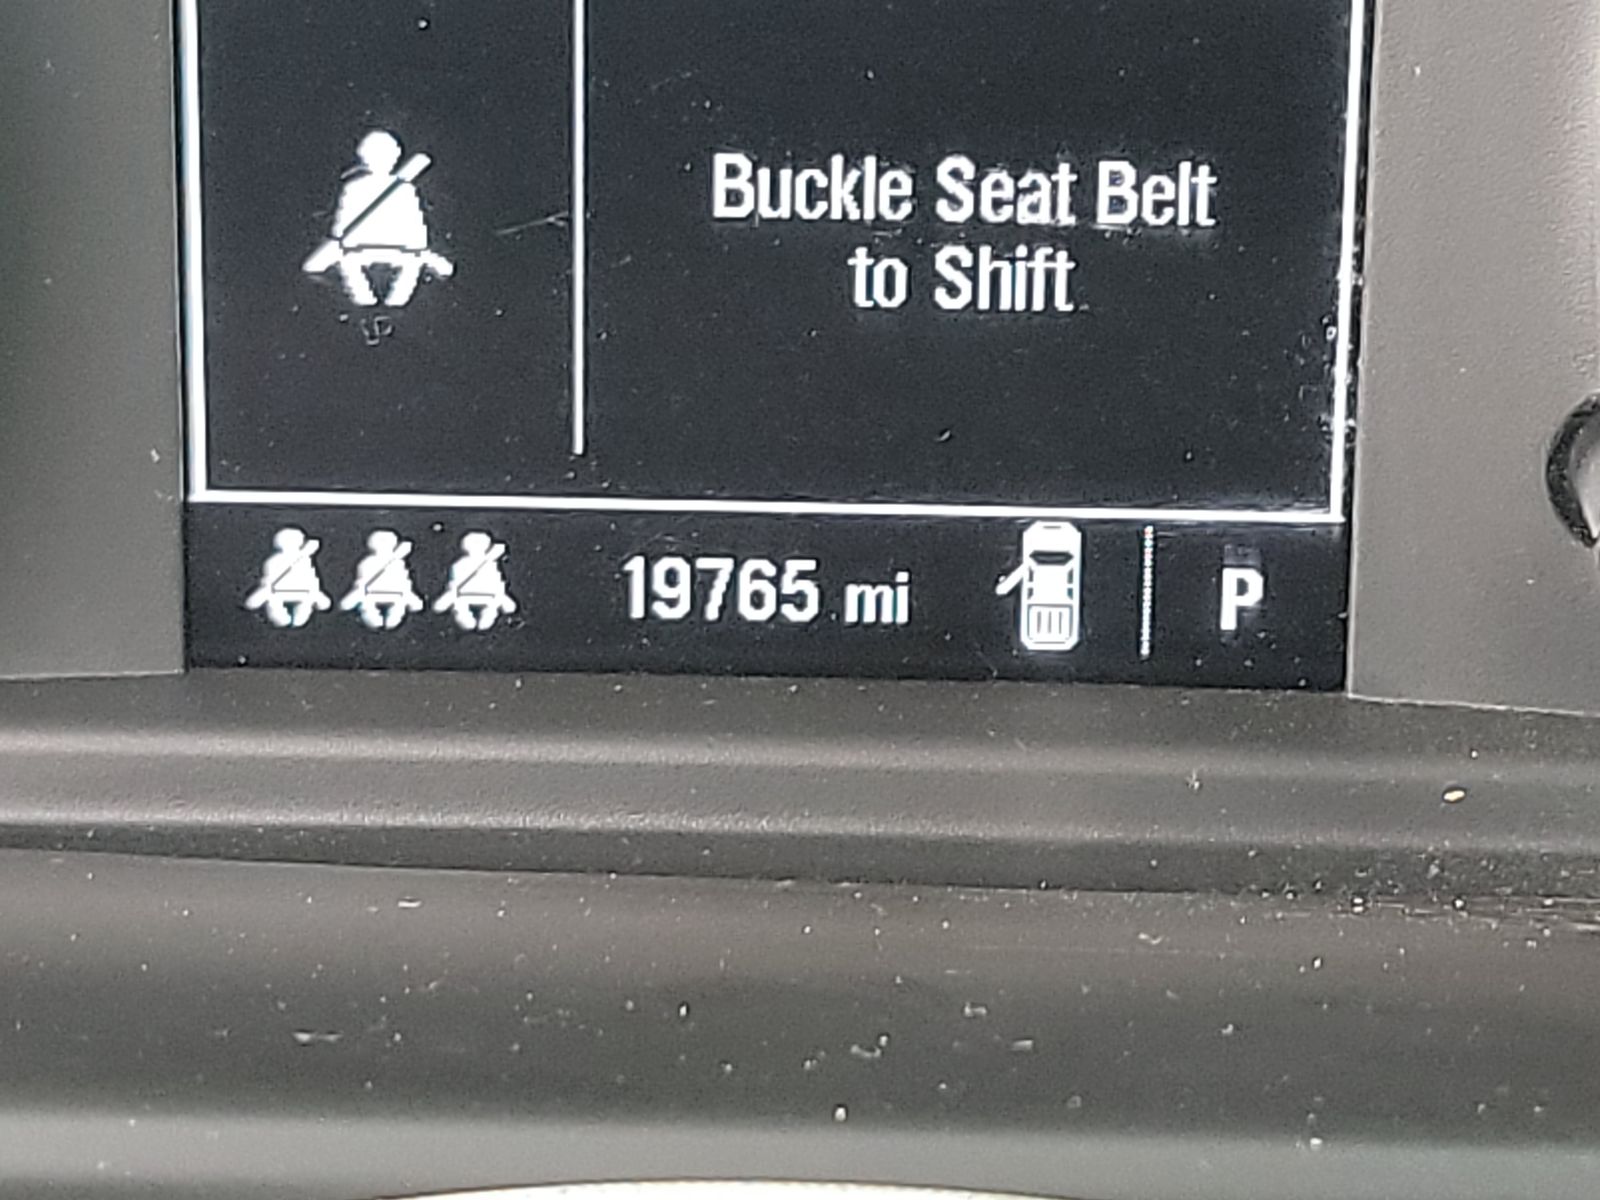 Buckle Seat Belt
to Shift
19765 mi
P